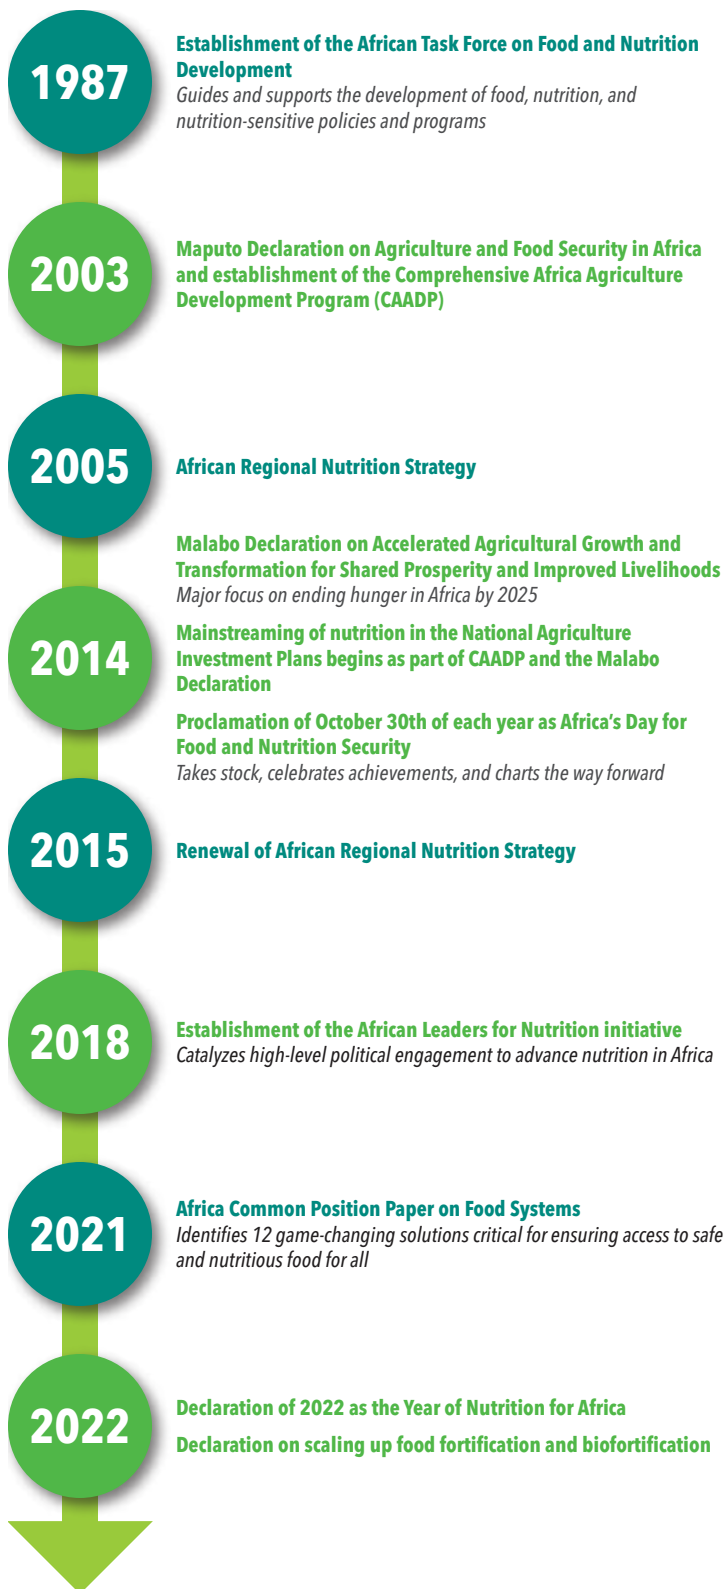 1987
Establishment of the African Task Force on Food and Nutrition
Development
Guides and supports the development of food, nutrition, and
nutrition-sensitive policies and programs
2003
Maputo Declaration on Agriculture and Food Security in Africa
and establishment of the Comprehensive Africa Agriculture
Development Program (CAADP)
2005
African Regional Nutrition Strategy
2014
Malabo Declaration on Accelerated Agricultural Growth and
Transformation for Shared Prosperity and Improved Livelihoods
Major focus on ending hunger in Africa by 2025
Mainstreaming of nutrition in the National Agriculture
Investment Plans begins as part of CAADP and the Malabo
Declaration
Proclamation of October 30th of each year as Africa’s Day for
Food and Nutrition Security
Takes stock, celebrates achievements, and charts the way forward
2015
Renewal of African Regional Nutrition Strategy
2018
Establishment of the African Leaders for Nutrition initiative
Catalyzes high-level political engagement to advance nutrition in Africa
2021
Africa Common Position Paper on Food Systems
Identifies 12 game-changing solutions critical for ensuring access to safe
and nutritious food for all
2022
Declaration of 2022 as the Year of Nutrition for Africa
Declaration on scaling up food fortification and biofortification